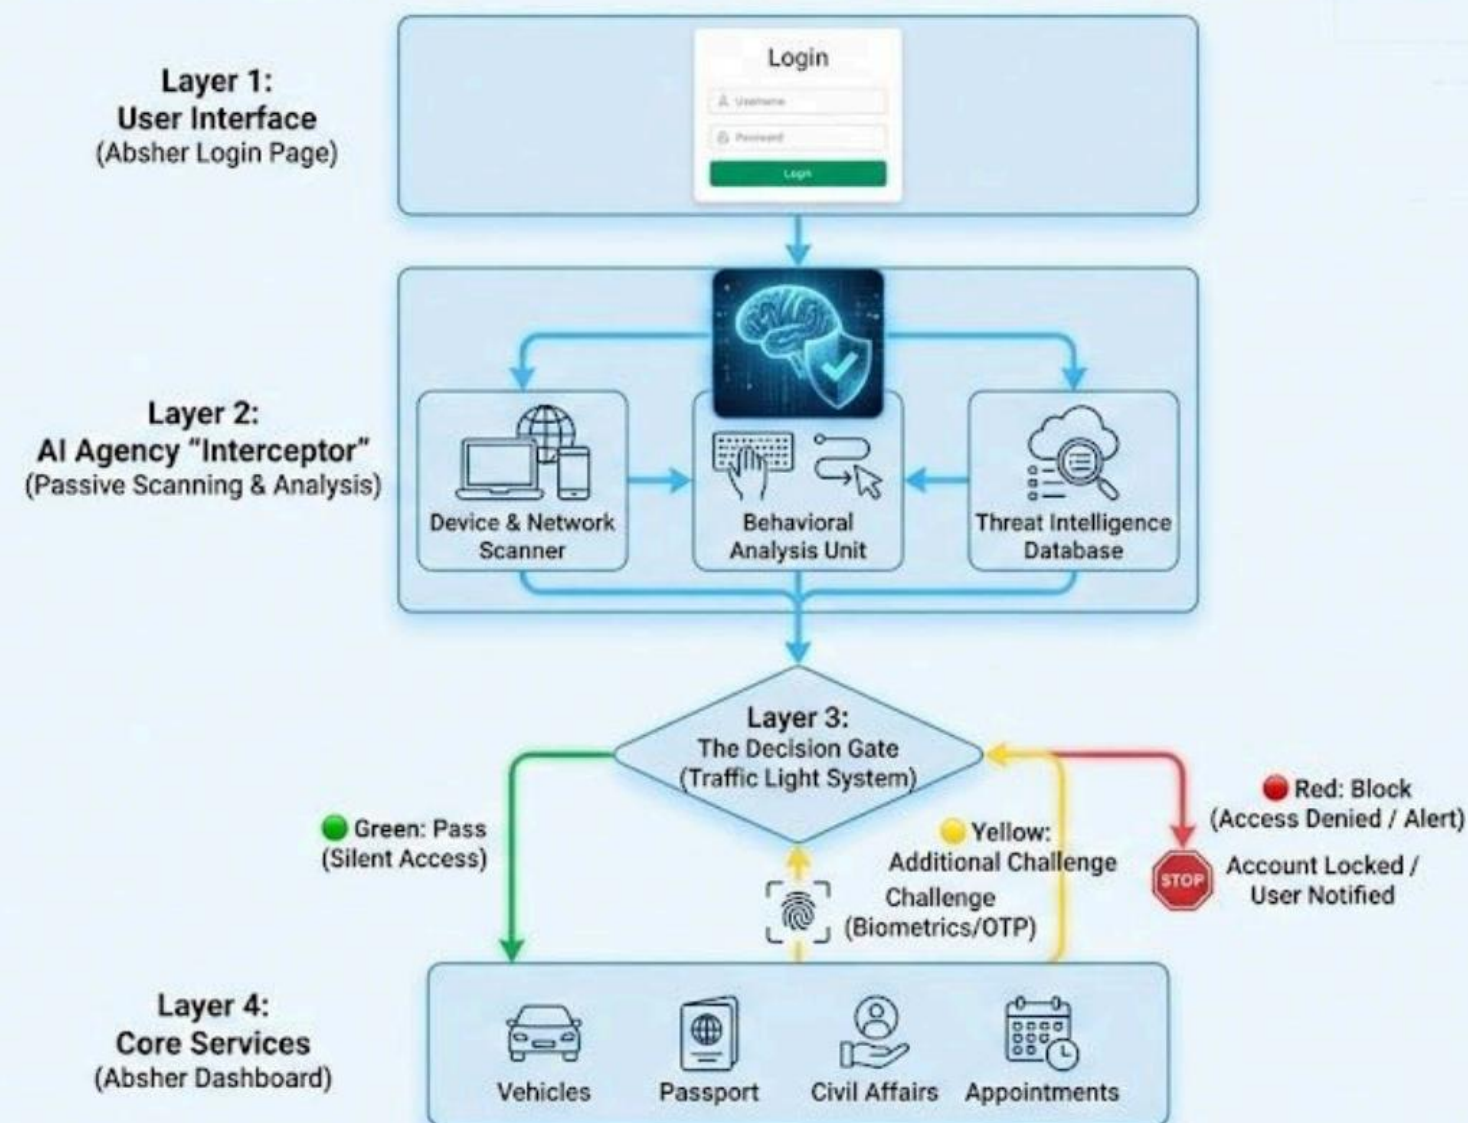 Layer 1:
User Interface
(Absher Login Page)
Login
Username
Password
Login
Layer 2:
AI Agency “Interceptor”
(Passive Scanning & Analysis)
Device & Network
Scanner
Behavioral
Analysis Unit
Threat Intelligence
Database
Layer 3:
The Decision Gate
(Traffic Light System)
Green: Pass
(Silent Access)
Yellow:
Additional Challenge
Challenge
(Biometrics/OTP)
Red: Block
(Access Denied / Alert)
STOP
Account Locked /
User Notified
Layer 4:
Core Services
(Absher Dashboard)
Vehicles
Passport
Civil Affairs
Appointments